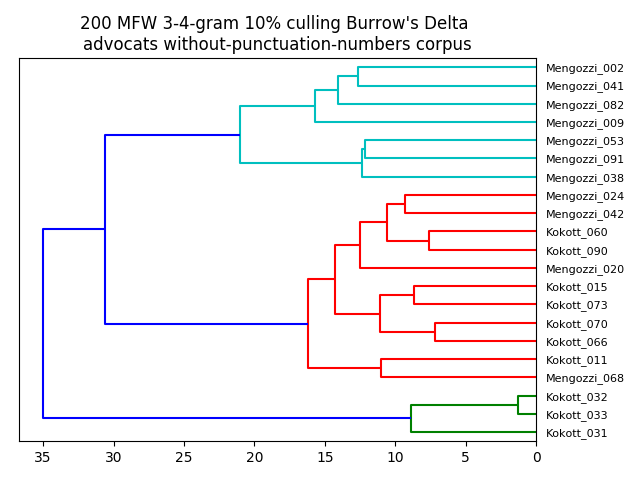 200 MFW 3-4-gram 10% culling Burrow's Delta
advocats without-punctuation-numbers corpus
Mengozzi_002
Mengozzi_041
Mengozzi_082
Mengozzi_009
Mengozzi_053
Mengozzi_091
Mengozzi_038
Mengozzi_024
Mengozzi_042
Kokott_060
Kokott_090
Mengozzi_020
Kokott_015
Kokott_073
Kokott_070
Kokott_066
Kokott_011
Mengozzi_068
Kokott_032
Kokott_033
Kokott_031
35 30 25 20 15 10 5 0